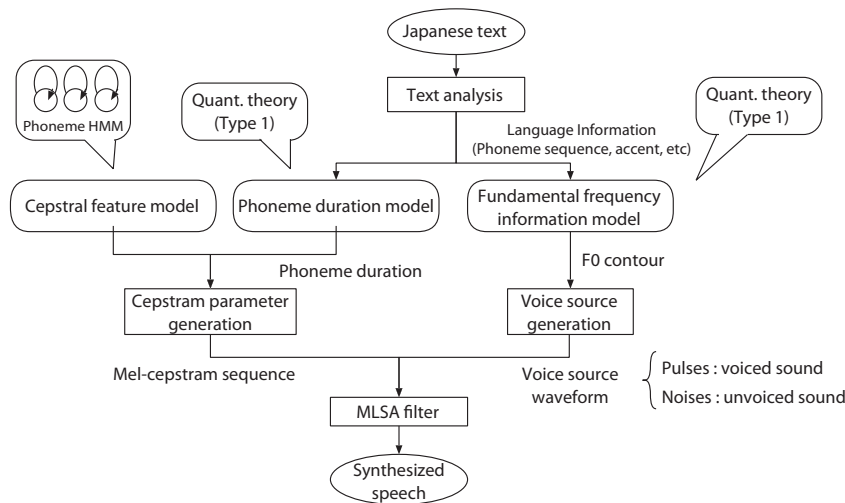 Japanese text
Text analysis
Phoneme HMM
Quant. theory
(Type 1)
Quant. theory
(Type 1)
Language Information
(Phoneme sequence, accent, etc)
Cepstral feature model
Phoneme duration model
Fundamental frequency
information model
Phoneme duration
F0 contour
Cepstram parameter
generation
Voice source
generation
Mel-cepstram sequence
Voice source
waveform
Pulses : voiced sound
Noises : unvoiced sound
MLSA filter
Synthesized
speech